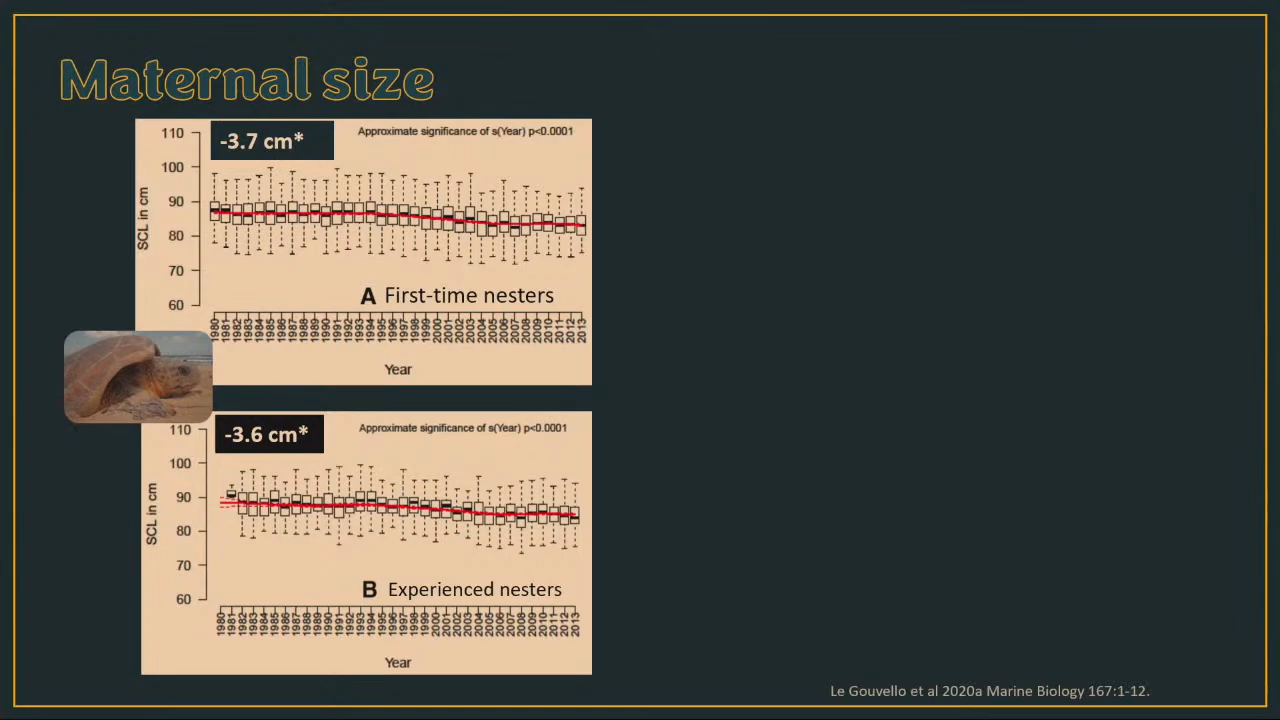 Maternal size
-3.7 cm*
Approximate significance of s(Year) p<0.0001
110
100
90
80
70
60
SCL in cm
A First-time nesters
1980 1981 1982 1983 1984 1985 1986 1987 1988 1989 1990 1991 1992 1993 1994 1995 1996 1997 1998 1999 2000 2001 2002 2003 2004 2005 2006 2007 2008 2009 2010 2011 2012 2013
Year
-3.6 cm*
Approximate significance of s(Year) p<0.0001
110
100
90
80
70
60
SCL in cm
B Experienced nesters
1980 1981 1982 1983 1984 1985 1986 1987 1988 1989 1990 1991 1992 1993 1994 1995 1996 1997 1998 1999 2000 2001 2002 2003 2004 2005 2006 2007 2008 2009 2010 2011 2012 2013
Year
Le Gouvello et al 2020a Marine Biology 167:1-12.